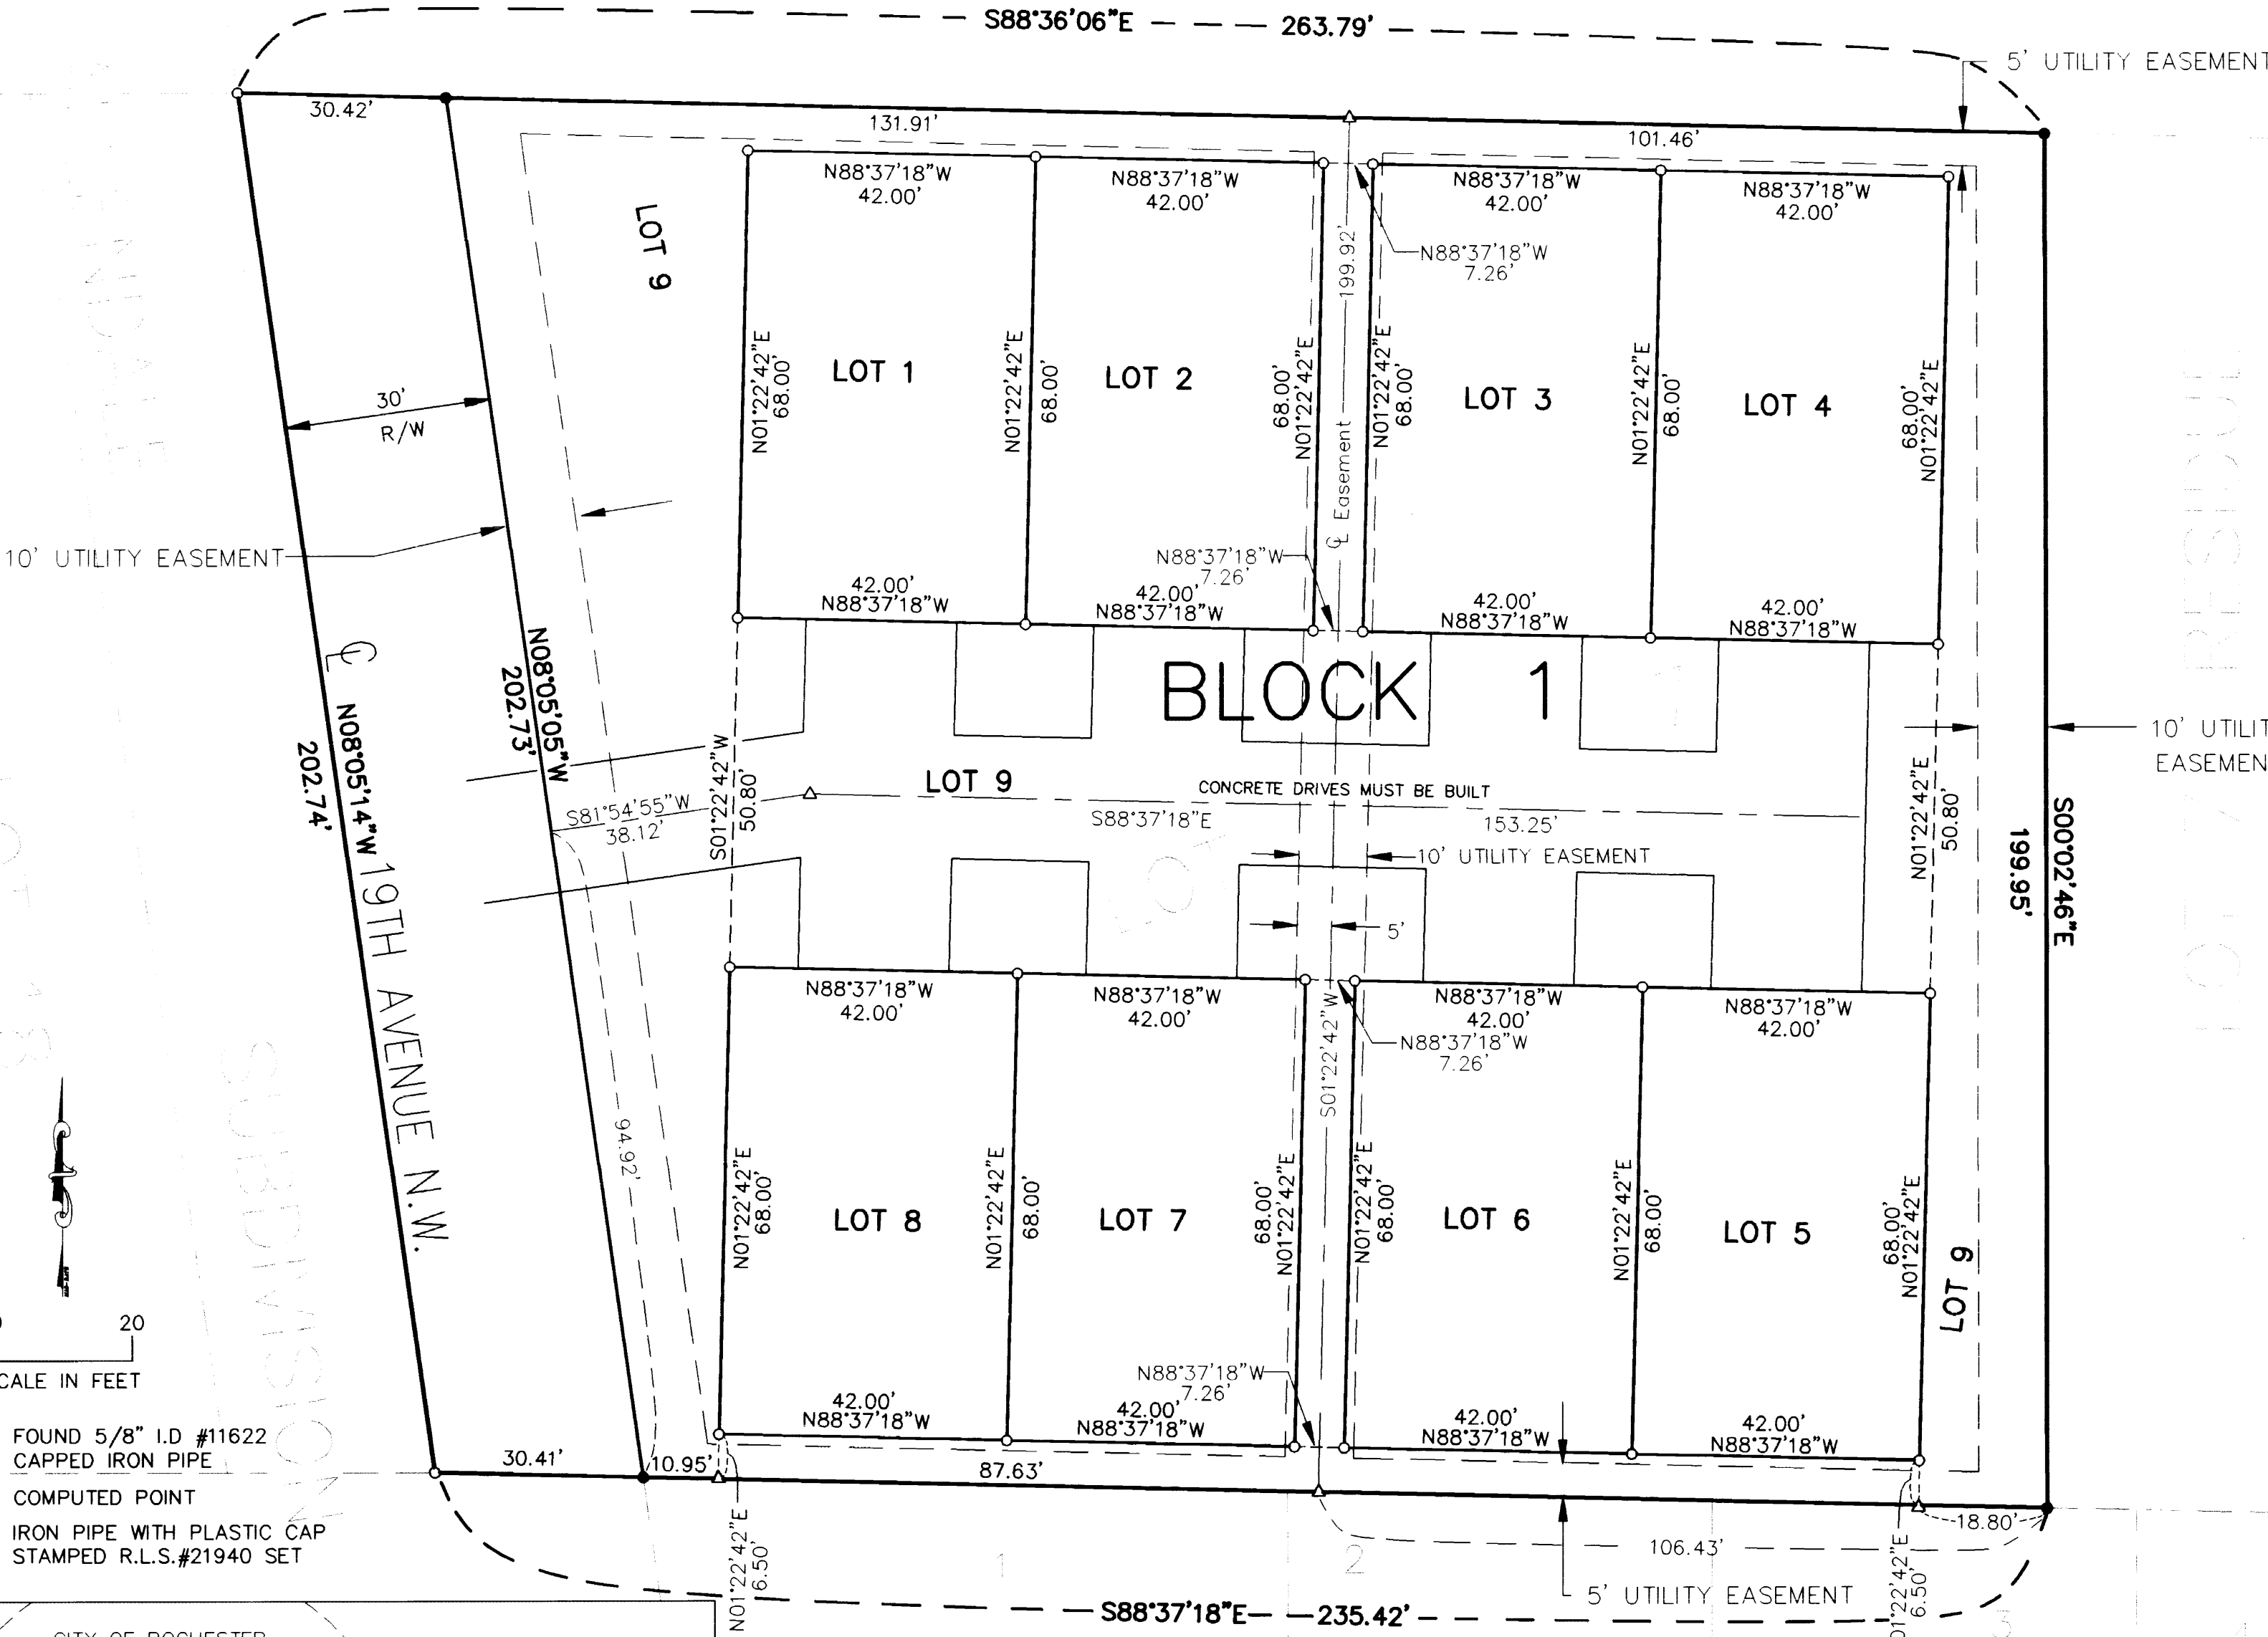 S88°36'06"E 263.79'
5' UTILITY EASEMENT
30.42'
131.91'
101.46'
N88°37'18"W
42.00'
N88°37'18"W
42.00'
N88°37'18"W
42.00'
N88°37'18"W
42.00'
N88°37'18"W
7.26'
LOT 9
N01°22'42"E
68.00'
LOT 1
N01°22'42"E
68.00'
LOT 2
68.00'
N01°22'42"E
℄ Easement
199.92'
N01°22'42"E
68.00'
LOT 3
N01°22'42"E
68.00'
LOT 4
68.00'
N01°22'42"E
30'
R/W
10' UTILITY EASEMENT
N88°37'18"W
7.26'
42.00'
N88°37'18"W
42.00'
N88°37'18"W
42.00'
N88°37'18"W
42.00'
N88°37'18"W
BLOCK 1
℄
N08°05'14"W
202.74'
N08°05'05"W
202.73'
19TH AVENUE N.W.
S81°54'55"W
38.12'
S01°22'42"W
50.80'
LOT 9
CONCRETE DRIVES MUST BE BUILT
S88°37'18"E
153.25'
10' UTILITY EASEMENT
5'
N01°22'42"E
50.80'
10' UTILIT
EASEMEN
S00°02'46"E
199.95'
94.92'
N88°37'18"W
42.00'
N88°37'18"W
42.00'
N88°37'18"W
42.00'
N88°37'18"W
42.00'
N88°37'18"W
7.26'
S01°22'42"W
N01°22'42"E
68.00'
LOT 8
N01°22'42"E
68.00'
LOT 7
68.00'
N01°22'42"E
N01°22'42"E
68.00'
LOT 6
N01°22'42"E
68.00'
LOT 5
68.00'
N01°22'42"E
LOT 9
N88°37'18"W
7.26'
42.00'
N88°37'18"W
42.00'
N88°37'18"W
42.00'
N88°37'18"W
42.00'
N88°37'18"W
30.41'
10.95'
87.63'
18.80'
106.43'
N01°22'42"E
6.50'
01°22'42"E
6.50'
5' UTILITY EASEMENT
S88°37'18"E 235.42'
SUBDIVISION
1
2
3
20
CALE IN FEET
FOUND 5/8" I.D #11622
CAPPED IRON PIPE
COMPUTED POINT
IRON PIPE WITH PLASTIC CAP
STAMPED R.L.S.#21940 SET
CITY OF ROCHESTER